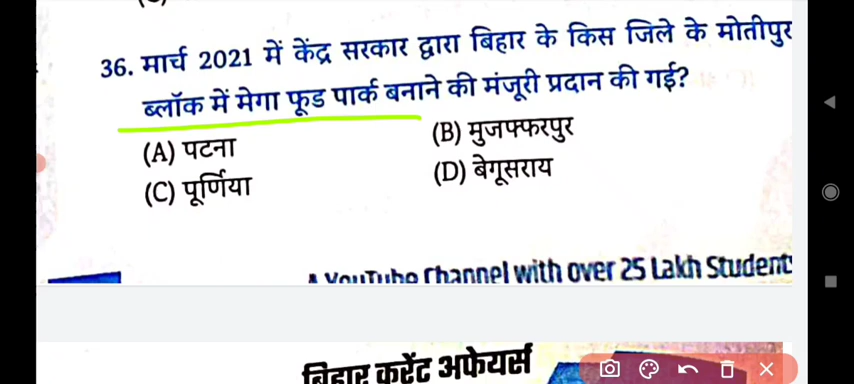 36. मार्च 2021 में केंद्र सरकार द्वारा बिहार के किस जिले के मोतीपुर
ब्लॉक में मेगा फूड पार्क बनाने की मंजूरी प्रदान की गई?
(A) पटना
(B) मुजफ्फरपुर
(C) पूर्णिया
(D) बेगूसराय
A YouTube Channel with over 25 Lakh Student
बिहार करेंट अफेयर्स